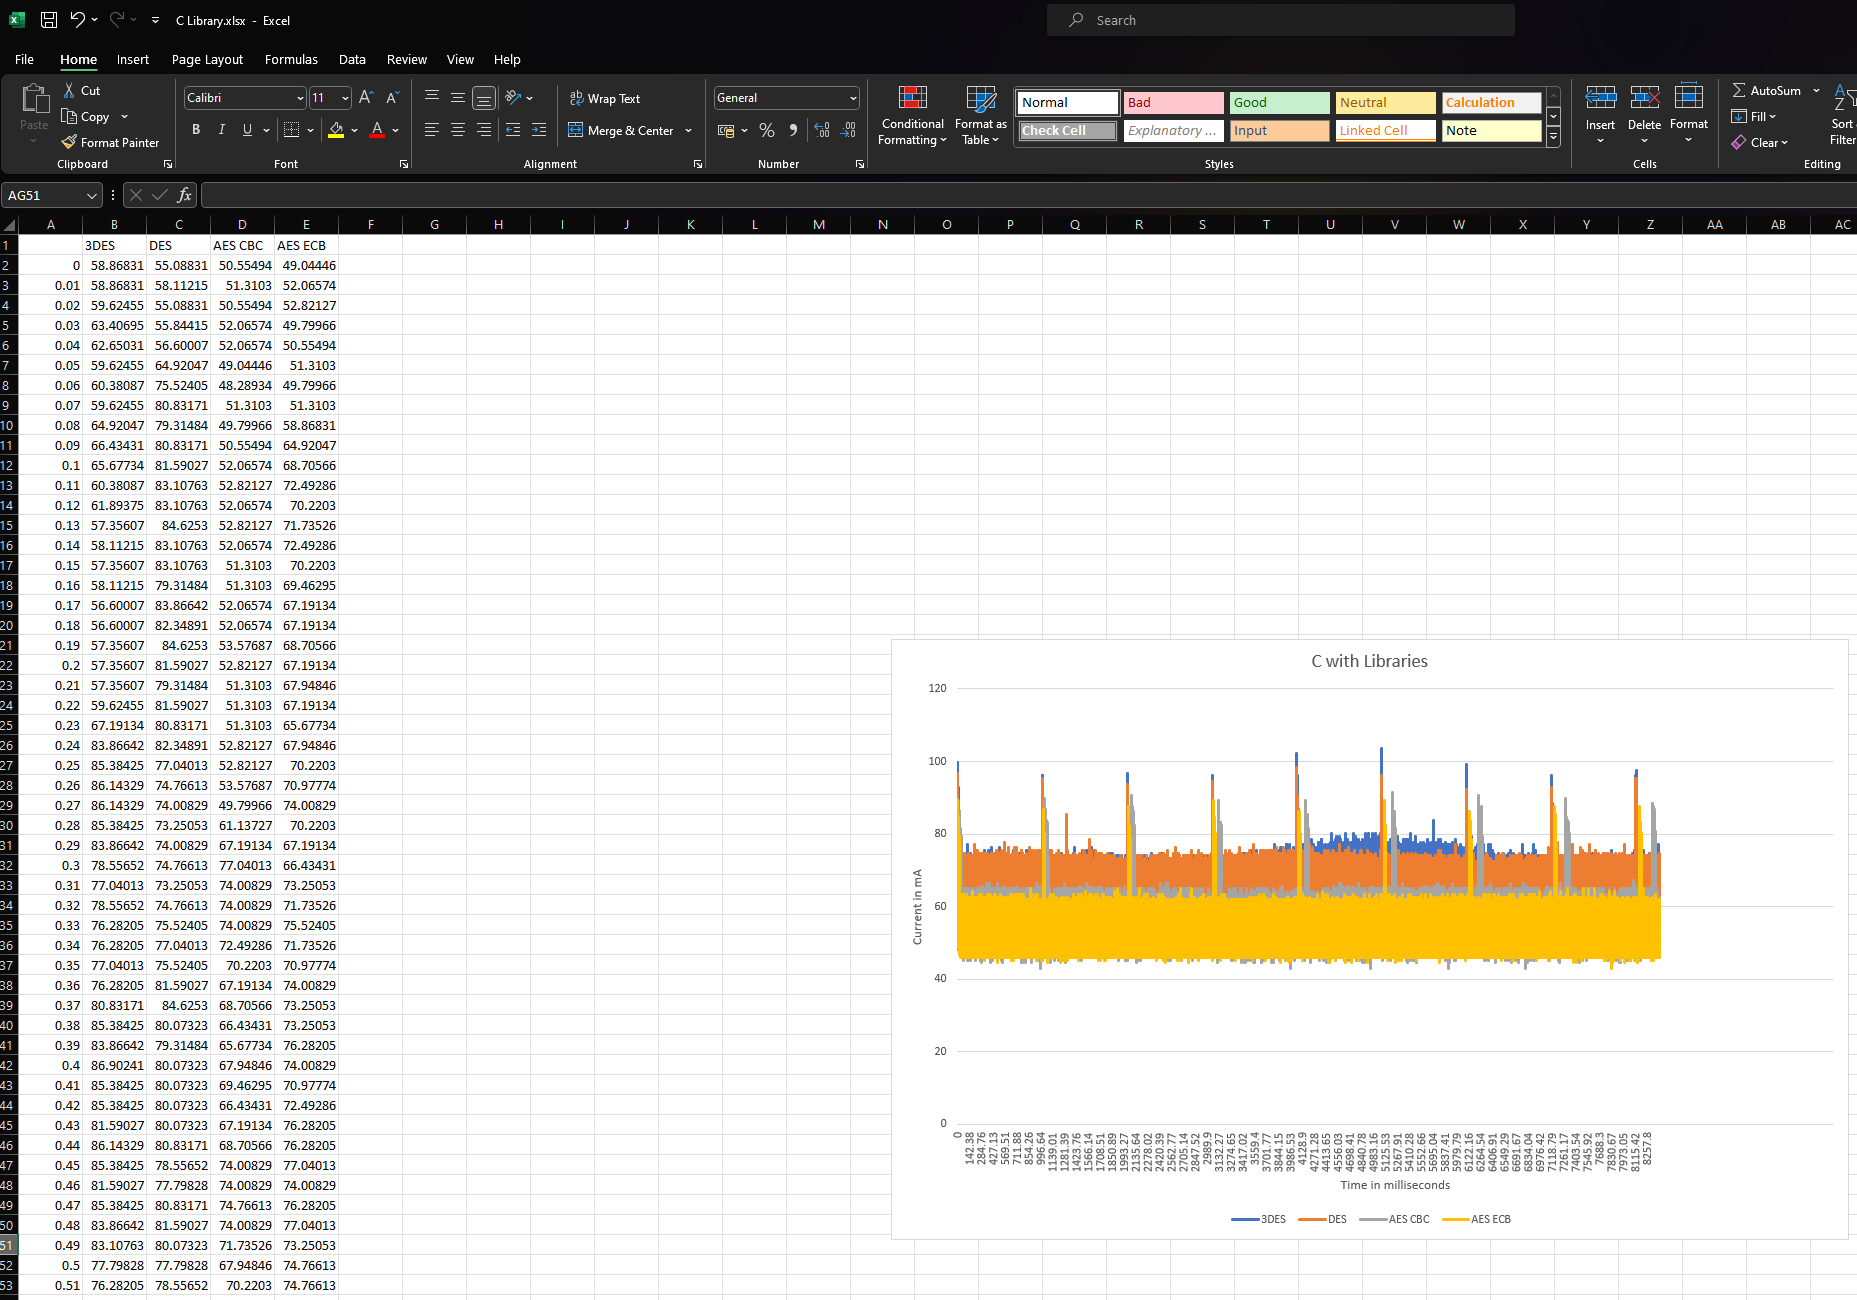 C Library.xlsx - Excel
Search
File Home Insert Page Layout Formulas Data Review View Help
Paste Cut Copy Format Painter
Clipboard
Calibri 11
B I U
Font
Wrap Text
Merge & Center
Alignment
General
Number
Conditional Formatting
Format as Table
Normal Bad Good Neutral Calculation
Check Cell Explanatory ... Input Linked Cell Note
Styles
Insert Delete Format
Cells
AutoSum
Fill
Clear
Sort
Filter
Editing
AG51 fx
A B C D E F G H I J K L M N O P Q R S T U V W X Y Z AA AB AC
1 3DES DES AES CBC AES ECB
2 0 58.86831 55.08831 50.55494 49.04446
3 0.01 58.86831 58.11215 51.3103 52.06574
4 0.02 59.62455 55.08831 50.55494 52.82127
5 0.03 63.40695 55.84415 52.06574 49.79966
6 0.04 62.65031 56.60007 52.06574 50.55494
7 0.05 59.62455 64.92047 49.04446 51.3103
8 0.06 60.38087 75.52405 48.28934 49.79966
9 0.07 59.62455 80.83171 51.3103 51.3103
10 0.08 64.92047 79.31484 49.79966 58.86831
11 0.09 66.43431 80.83171 50.55494 64.92047
12 0.1 65.67734 81.59027 52.06574 68.70566
13 0.11 60.38087 83.10763 52.82127 72.49286
14 0.12 61.89375 83.10763 52.06574 70.2203
15 0.13 57.35607 84.6253 52.82127 71.73526
16 0.14 58.11215 83.10763 52.06574 72.49286
17 0.15 57.35607 83.10763 51.3103 70.2203
18 0.16 58.11215 79.31484 51.3103 69.46295
19 0.17 56.60007 83.86642 52.06574 67.19134
20 0.18 56.60007 82.34891 52.06574 67.19134
21 0.19 57.35607 84.6253 53.57687 68.70566
22 0.2 57.35607 81.59027 52.82127 67.19134
23 0.21 57.35607 79.31484 51.3103 67.94846
24 0.22 59.62455 81.59027 51.3103 67.19134
25 0.23 67.19134 80.83171 51.3103 65.67734
26 0.24 83.86642 82.34891 52.82127 67.94846
27 0.25 85.38425 77.04013 52.82127 70.2203
28 0.26 86.14329 74.76613 53.57687 70.97774
29 0.27 86.14329 74.00829 49.79966 74.00829
30 0.28 85.38425 73.25053 61.13727 70.2203
31 0.29 83.86642 74.00829 67.19134 67.19134
32 0.3 78.55652 74.76613 77.04013 66.43431
33 0.31 77.04013 73.25053 74.00829 73.25053
34 0.32 78.55652 74.76613 74.00829 71.73526
35 0.33 76.28205 75.52405 74.00829 75.52405
36 0.34 76.28205 77.04013 72.49286 71.73526
37 0.35 77.04013 75.52405 70.2203 70.97774
38 0.36 76.28205 81.59027 67.19134 74.00829
39 0.37 80.83171 84.6253 68.70566 73.25053
40 0.38 85.38425 80.07323 66.43431 73.25053
41 0.39 83.86642 79.31484 65.67734 76.28205
42 0.4 86.90241 80.07323 67.94846 74.00829
43 0.41 85.38425 80.07323 69.46295 70.97774
44 0.42 85.38425 80.07323 66.43431 72.49286
45 0.43 81.59027 80.07323 67.19134 76.28205
46 0.44 86.14329 80.83171 68.70566 76.28205
47 0.45 85.38425 78.55652 74.00829 77.04013
48 0.46 81.59027 77.79828 74.00829 74.00829
49 0.47 85.38425 80.83171 74.76613 76.28205
50 0.48 83.86642 81.59027 74.00829 77.04013
51 0.49 83.10763 80.07323 71.73526 73.25053
52 0.5 77.79828 77.79828 67.94846 74.76613
53 0.51 76.28205 78.55652 70.2203 74.76613
C with Libraries
120
100
80
60
40
20
0
Current in mA
0 142.38 284.76 427.13 569.51 711.88 854.26 996.64 1139.01 1281.39 1423.76 1566.14 1708.51 1850.89 1993.27 2135.64 2278.02 2420.39 2562.77 2705.14 2847.52 2989.9 3132.27 3274.65 3417.02 3559.4 3701.77 3844.15 3986.53 4128.9 4271.28 4413.65 4556.03 4698.41 4840.78 4983.16 5125.53 5267.91 5410.28 5552.66 5695.04 5837.41 5979.79 6122.16 6264.54 6406.91 6549.29 6691.67 6834.04 6976.42 7118.79 7261.17 7403.54 7545.92 7688.3 7830.67 7973.05 8115.42 8257.8
Time in milliseconds
3DES DES AES CBC AES ECB